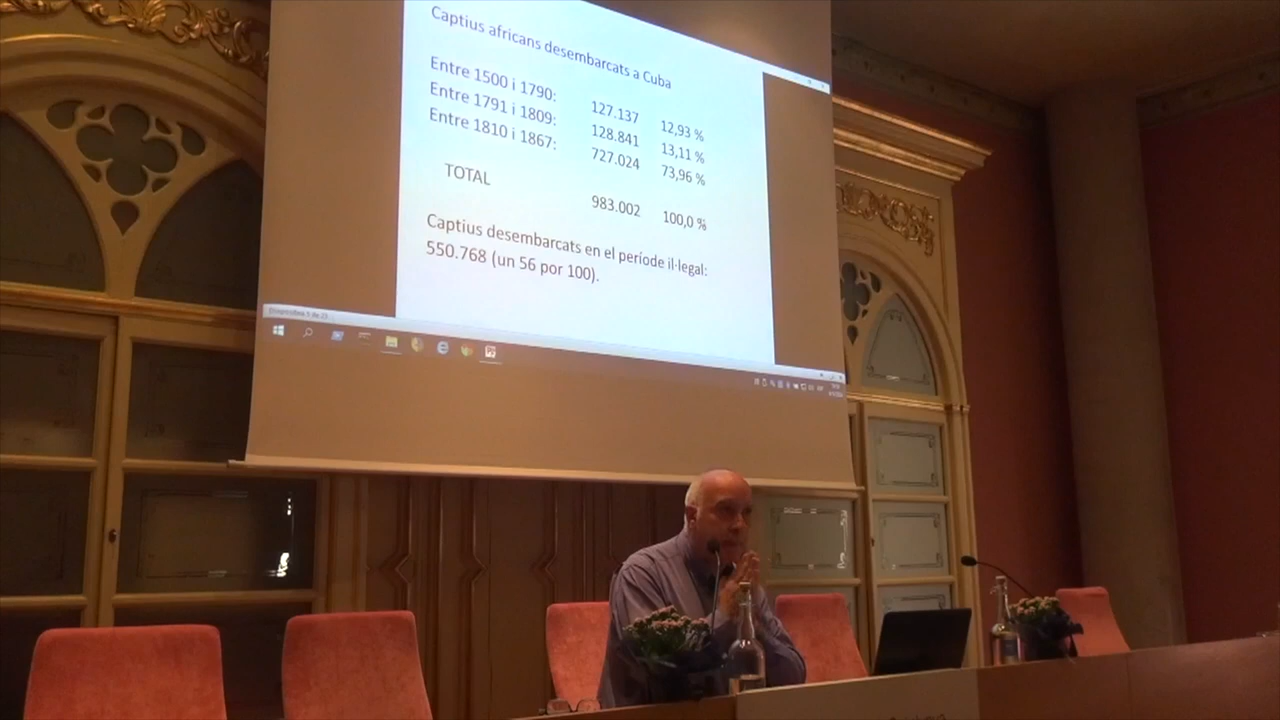 Captius africans desembarcats a Cuba
Entre 1500 i 1790: 127.137 12,93 %
Entre 1791 i 1809: 128.841 13,11 %
Entre 1810 i 1867: 727.024 73,96 %
TOTAL 983.002 100,0 %
Captius desembarcats en el període il·legal:
550.768 (un 56 por 100).